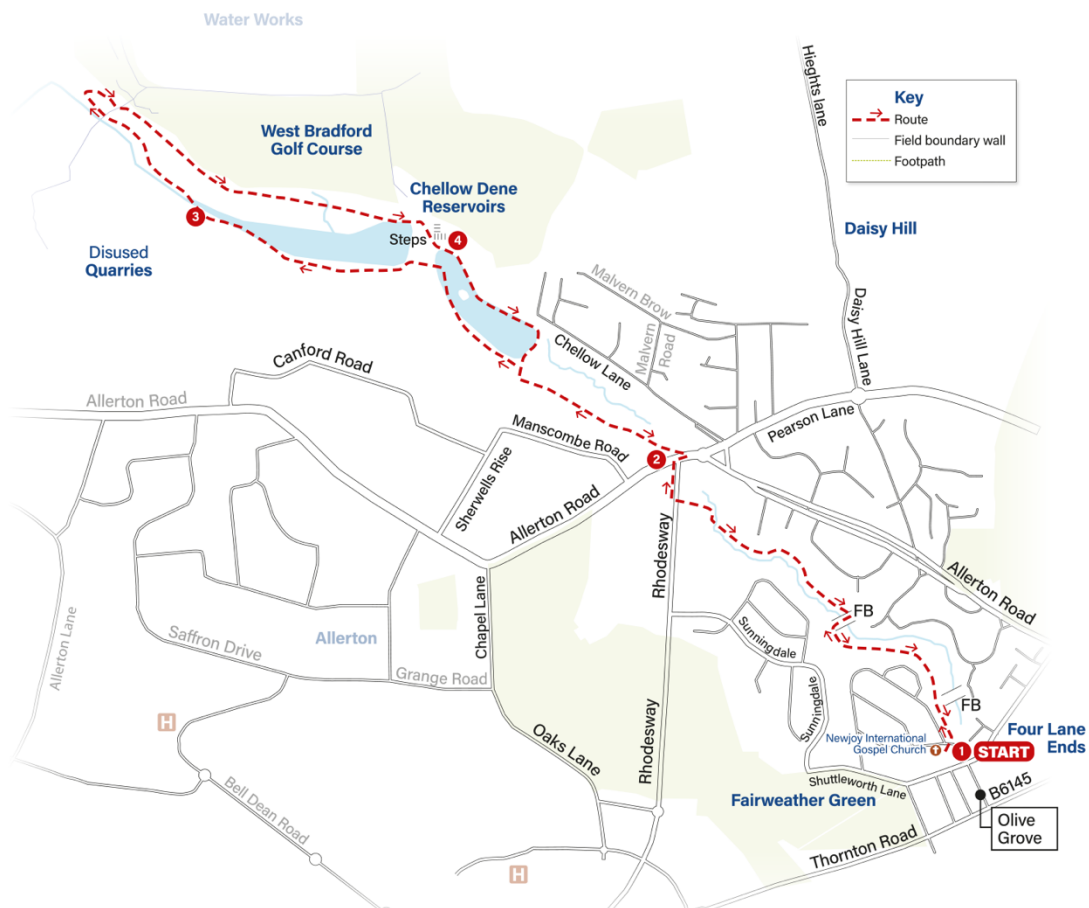 Water Works
Hieghts lane
Key
Route
Field boundary wall
Footpath
West Bradford
Golf Course
Chellow Dene
Reservoirs
3
Steps
4
Daisy Hill
Disused
Quarries
Malvern Brow
Malvern
Road
Daisy Hill Lane
Chellow Lane
Canford Road
Allerton Road
Pearson Lane
Manscombe Road
2
Sherwells Rise
Allerton Road
Rhodesway
Allerton Road
FB
Chapel Lane
Allerton Lane
Saffron Drive
Allerton
Sunningdale
Grange Road
Sunningdale
FB
H
Oaks Lane
Rhodesway
Newjoy International
Gospel Church
1
START
Four Lane
Ends
Shuttleworth Lane
B6145
Fairweather Green
Bell Dean Road
Olive
Grove
Thornton Road
H